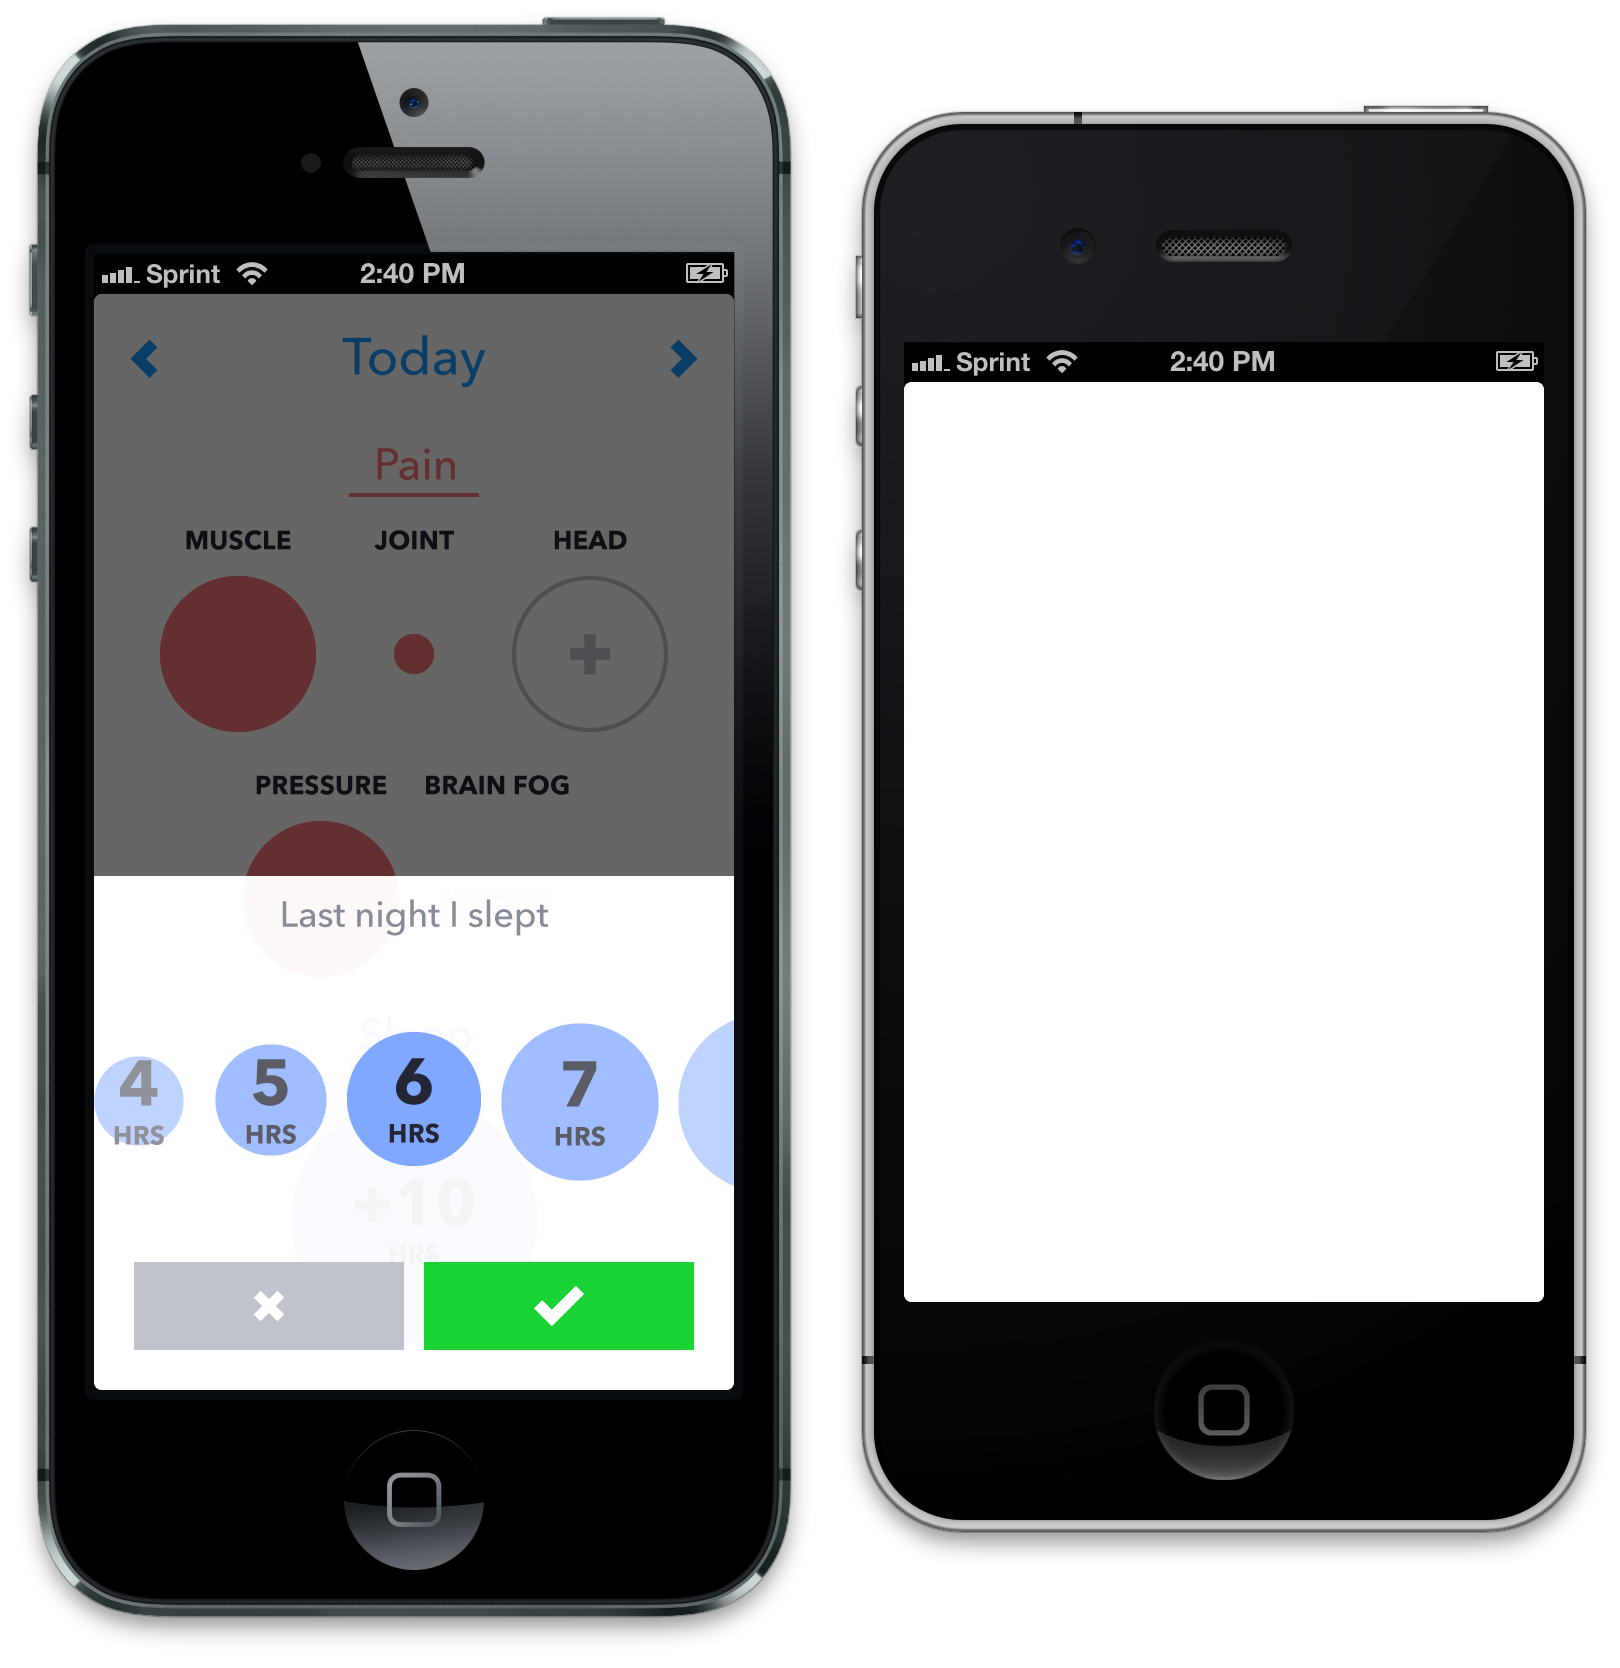 Sprint 2:40 PM
Today
Pain
MUSCLE JOINT HEAD
PRESSURE BRAIN FOG
Last night I slept
Sleep
4 5 6 7
HRS HRS HRS HRS
+10
HRS
Sprint 2:40 PM